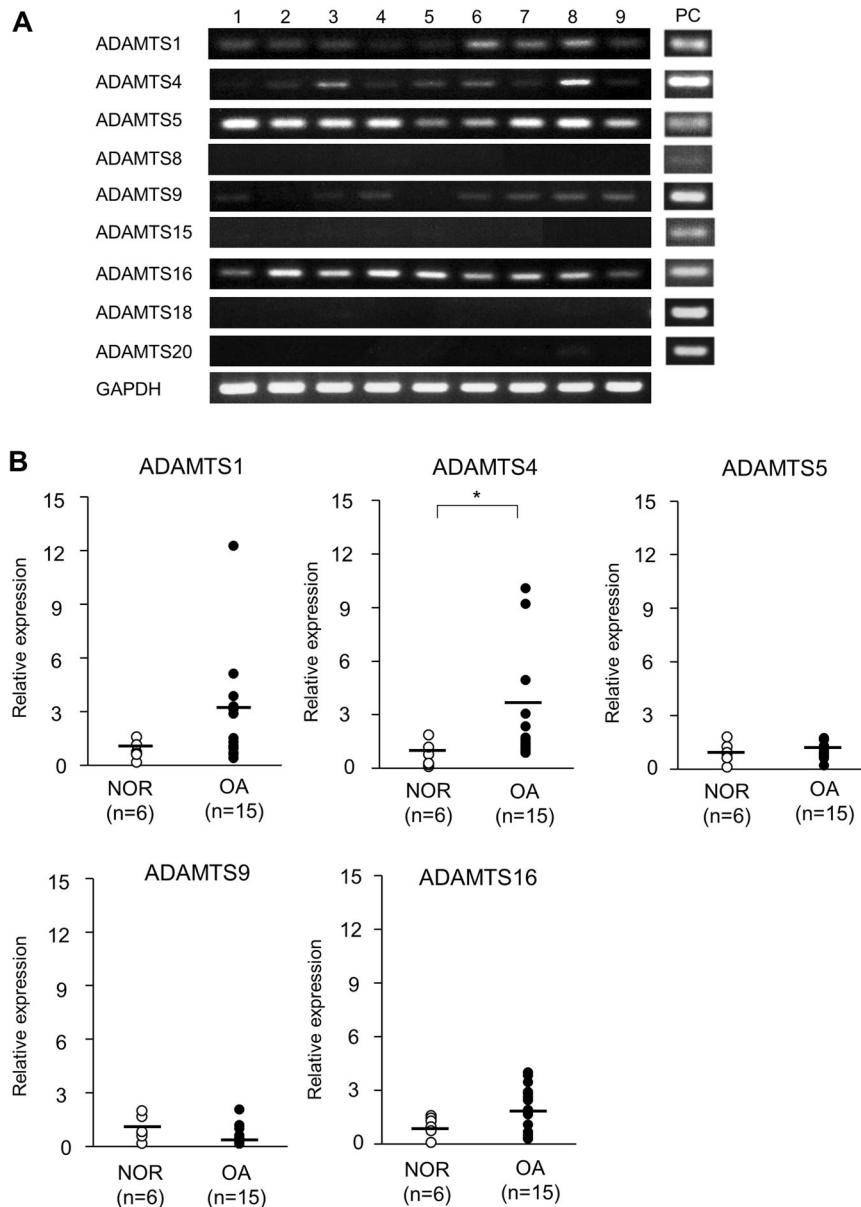 A
1 2 3 4 5 6 7 8 9 PC
ADAMTS1
ADAMTS4
ADAMTS5
ADAMTS8
ADAMTS9
ADAMTS15
ADAMTS16
ADAMTS18
ADAMTS20
GAPDH
B
ADAMTS1
Relative expression
15
12
9
6
3
0
NOR OA
(n=6) (n=15)
ADAMTS4
*
Relative expression
15
12
9
6
3
0
NOR OA
(n=6) (n=15)
ADAMTS5
Relative expression
15
12
9
6
3
0
NOR OA
(n=6) (n=15)
ADAMTS9
Relative expression
15
12
9
6
3
0
NOR OA
(n=6) (n=15)
ADAMTS16
Relative expression
15
12
9
6
3
0
NOR OA
(n=6) (n=15)